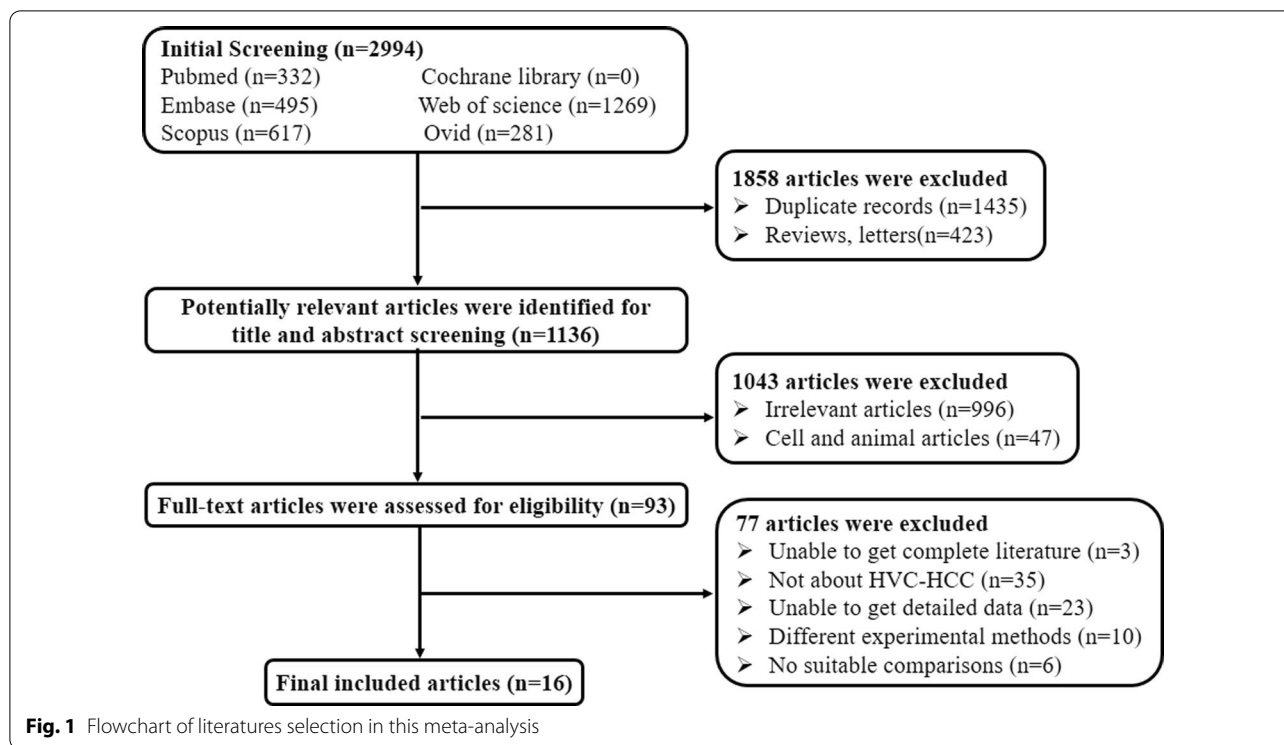 Initial Screening (n=2994)
Pubmed (n=332) Cochrane library (n=0)
Embase (n=495) Web of science (n=1269)
Scopus (n=617) Ovid (n=281)
1858 articles were excluded
➢ Duplicate records (n=1435)
➢ Reviews, letters(n=423)
Potentially relevant articles were identified for
title and abstract screening (n=1136)
1043 articles were excluded
➢ Irrelevant articles (n=996)
➢ Cell and animal articles (n=47)
Full-text articles were assessed for eligibility (n=93)
77 articles were excluded
➢ Unable to get complete literature (n=3)
➢ Not about HVC-HCC (n=35)
➢ Unable to get detailed data (n=23)
➢ Different experimental methods (n=10)
➢ No suitable comparisons (n=6)
Final included articles (n=16)
Fig. 1 Flowchart of literatures selection in this meta-analysis